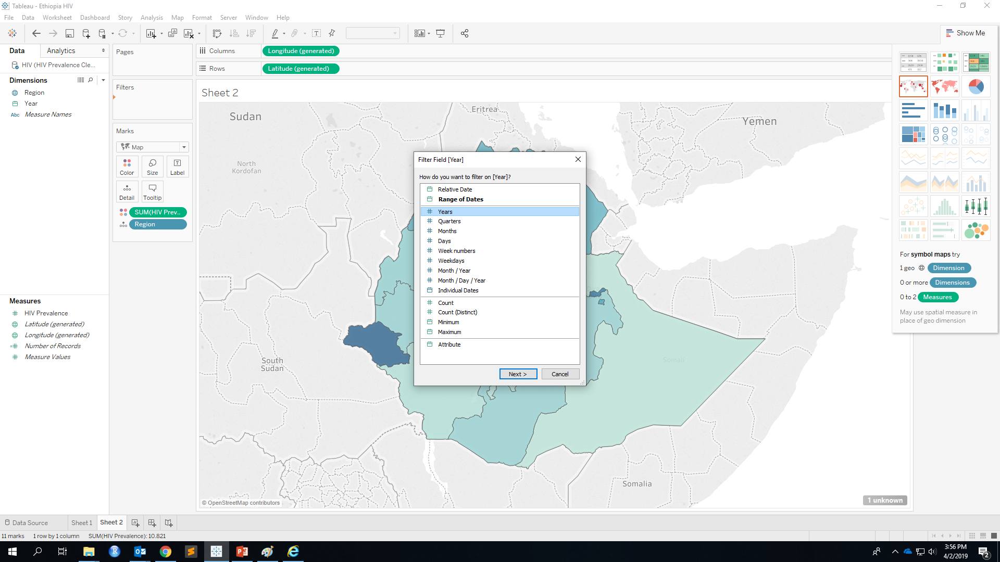 Tableau - Ethiopia HIV
File Data Worksheet Dashboard Story Analysis Map Format Server Window Help
Show Me
Data Analytics
HIV (HIV Prevalence Cle...
Dimensions
Region
Year
Abc Measure Names
Measures
HIV Prevalence
Latitude (generated)
Longitude (generated)
Number of Records
Measure Values
Pages
Filters
Marks
Map
Color Size Label
Detail Tooltip
SUM(HIV Prev..
Region
Columns Longitude (generated)
Rows Latitude (generated)
Sheet 2
Sudan
Eritrea
Yemen
North
Kordofan
South
Sudan
Somali
Somalia
© OpenStreetMap contributors
1 unknown
Filter Field [Year]
How do you want to filter on [Year]?
Relative Date
Range of Dates
Years
Quarters
Months
Days
Week numbers
Weekdays
Month / Year
Month / Day / Year
Individual Dates
Count
Count (Distinct)
Minimum
Maximum
Attribute
Next > Cancel
For symbol maps try
1 geo Dimension
0 or more Dimensions
0 to 2 Measures
May use spatial measure in
place of geo dimension
Data Source Sheet 1 Sheet 2
11 marks 1 row by 1 column SUM(HIV Prevalence): 10.821
3:56 PM
4/2/2019
2